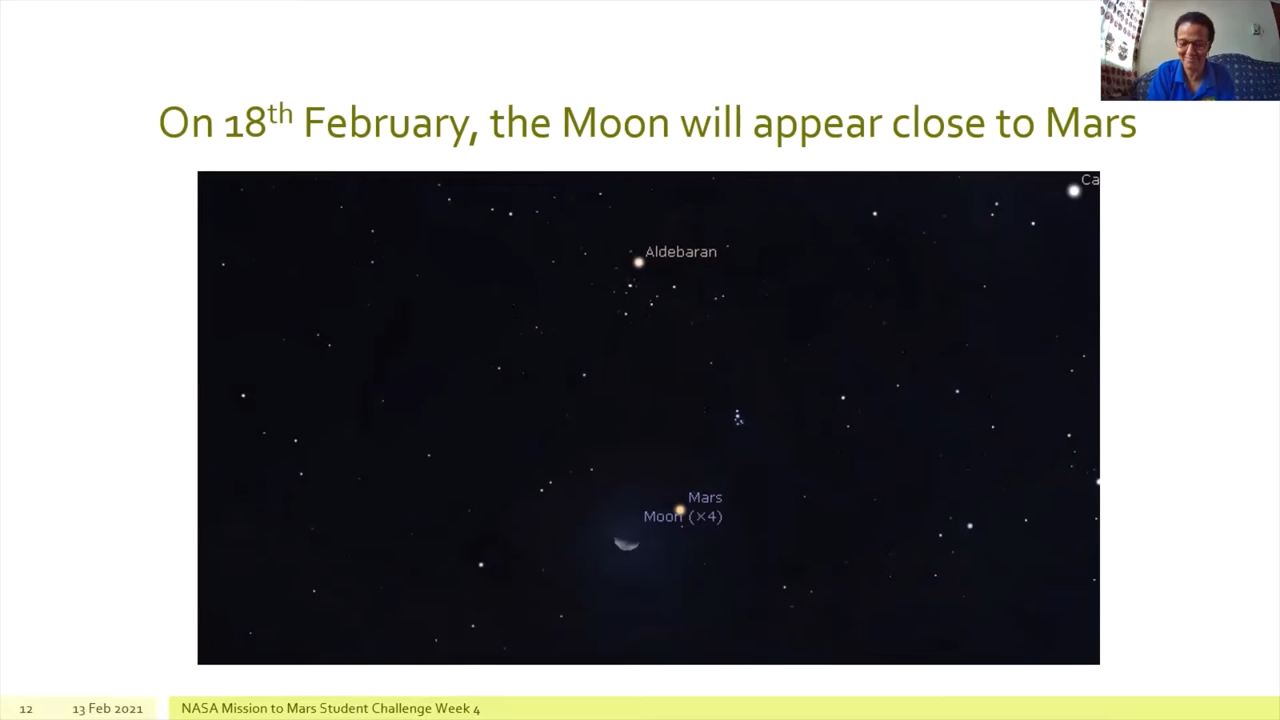 On 18th February, the Moon will appear close to Mars
Ca
Aldebaran
Mars
Moon (×4)
12 13 Feb 2021 NASA Mission to Mars Student Challenge Week 4